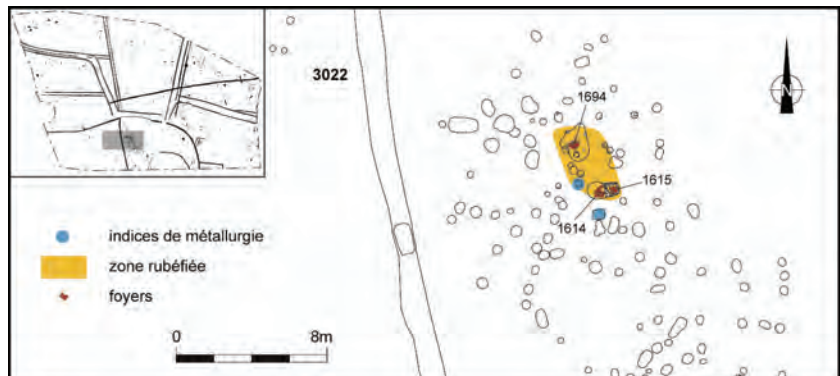 3022
N
1694
1615
1614
indices de métallurgie
zone rubéfiée
foyers
0 8m